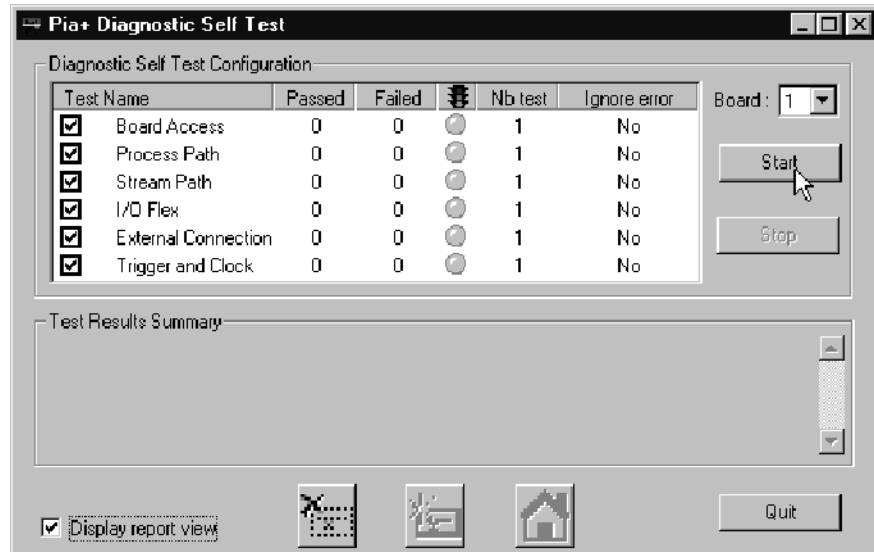 Pia+ Diagnostic Self Test
Diagnostic Self Test Configuration
Test Name Passed Failed Nb test Ignore error
Board Access 0 0 1 No
Process Path 0 0 1 No
Stream Path 0 0 1 No
I/O Flex 0 0 1 No
External Connection 0 0 1 No
Trigger and Clock 0 0 1 No
Board : 1
Start
Stop
Test Results Summary
Display report view
Quit